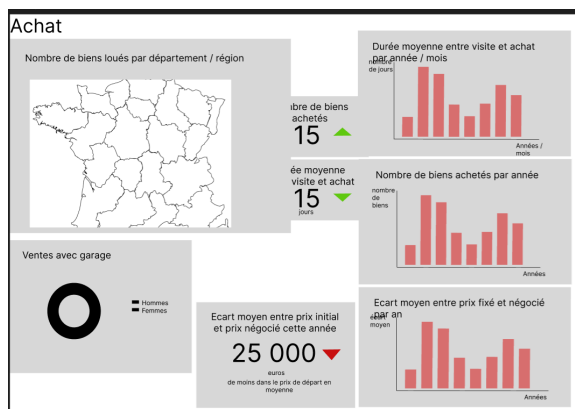 Achat
Nombre de biens loués par département / région
bre de biens
achetés
15
ée moyenne
visite et achat
15
jours
Durée moyenne entre visite et achat
par année / mois
nombre
de jours
Années /
mois
Nombre de biens achetés par année
nombre
de
biens
Années
Ventes avec garage
Hommes
Femmes
Ecart moyen entre prix initial
et prix négocié cette année
25 000
euros
de moins dans le prix de départ en
moyenne
Ecart moyen entre prix fixé et négocié
par an
écart
moyen
Années